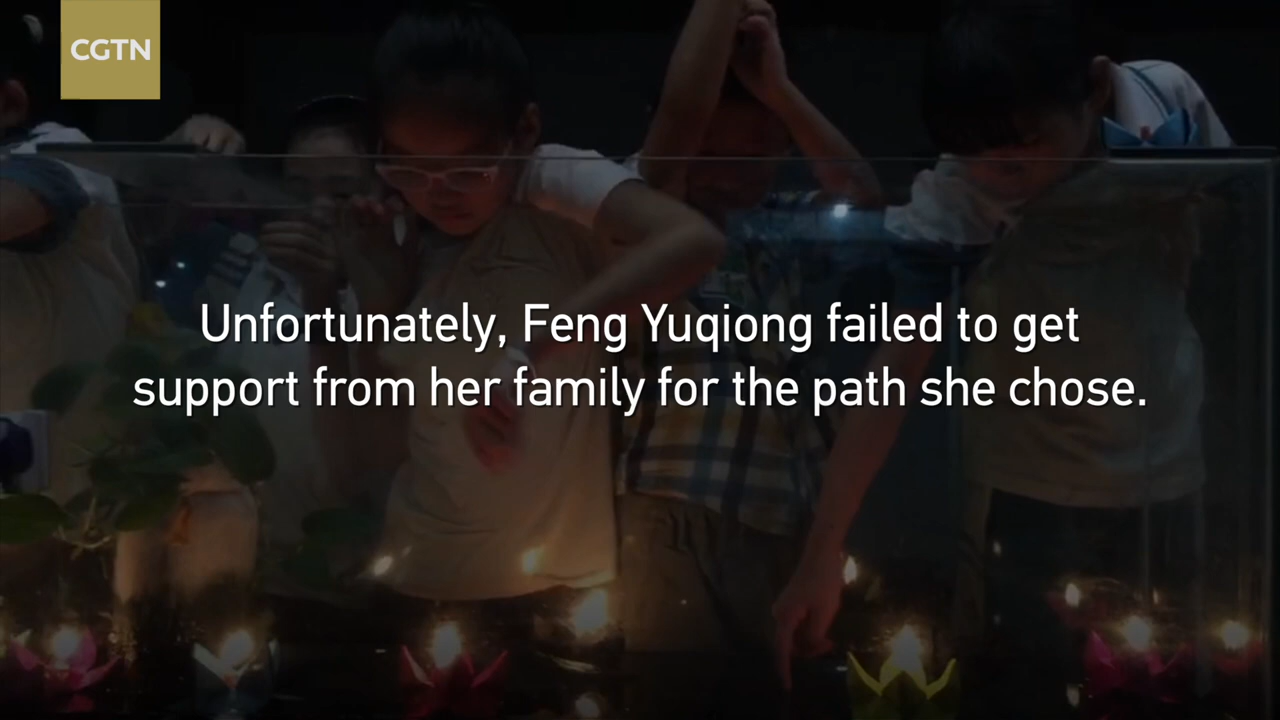 CGTN
Unfortunately, Feng Yuqiong failed to get
support from her family for the path she chose.